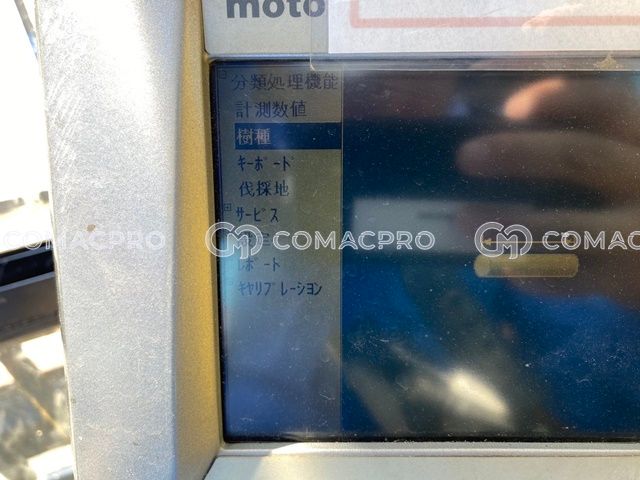 moto
分類処理機能
計測数値
樹種
キーボード
伐採地
サービス
COMACPRO
COMACPRO
COMAC
レポート
キャリブレーション